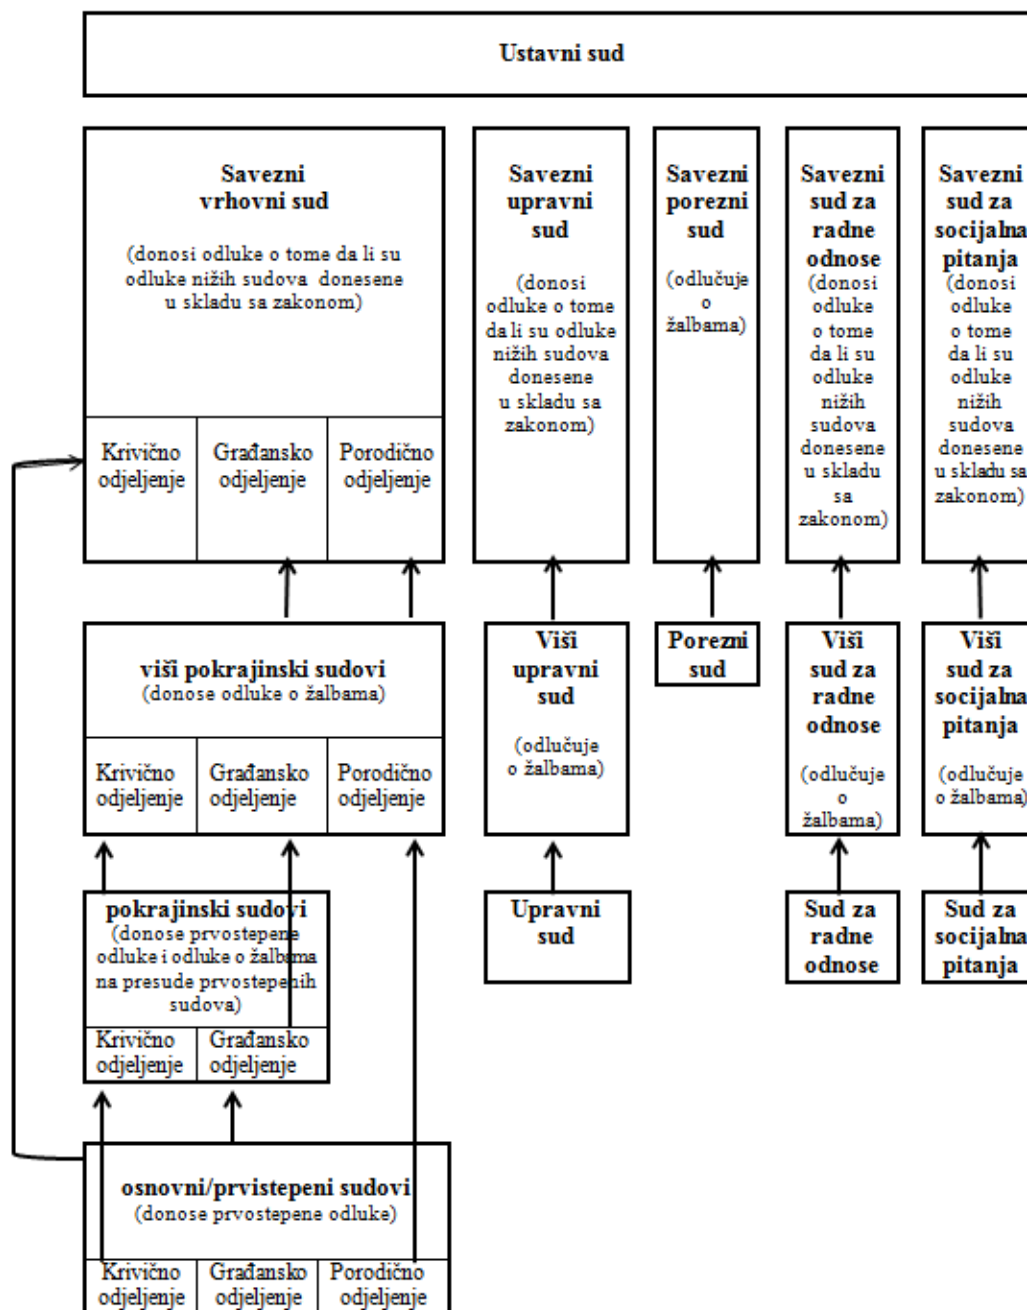 Ustavni sud
Savezni
vrhovni sud
(donosi odluke o tome da li su
odluke nižih sudova donesene
u skladu sa zakonom)
Krivično
odjeljenje
Građansko
odjeljenje
Porodično
odjeljenje
Savezni
upravni
sud
(donosi
odluke o tome
da li su odluke
nižih sudova
donesene
u skladu sa
zakonom)
Savezni
porezni
sud
(odlučuje
o
žalbama)
Savezni
sud za
radne
odnose
(donosi
odluke
o tome
da li su
odluke
nižih
sudova
donesene
u skladu
sa
zakonom)
Savezni
sud za
socijalna
pitanja
(donosi
odluke
o tome
da li su
odluke
nižih
sudova
donesene
u skladu sa
zakonom)
viši pokrajinski sudovi
(donose odluke o žalbama)
Krivično
odjeljenje
Građansko
odjeljenje
Porodično
odjeljenje
Viši
upravni
sud
(odlučuje
o žalbama)
Porezni
sud
Viši
sud za
radne
odnose
(odlučuje
o
žalbama)
Viši
sud za
socijalna
pitanja
(odlučuje
o žalbama)
pokrajinski sudovi
(donose prvostepene
odluke i odluke o žalbama
na presude prvostepenih
sudova)
Krivično
odjeljenje
Građansko
odjeljenje
Upravni
sud
Sud za
radne
odnose
Sud za
socijalna
pitanja
osnovni/prvistepeni sudovi
(donose prvostepene odluke)
Krivično
odjeljenje
Građansko
odjeljenje
Porodično
odjeljenje